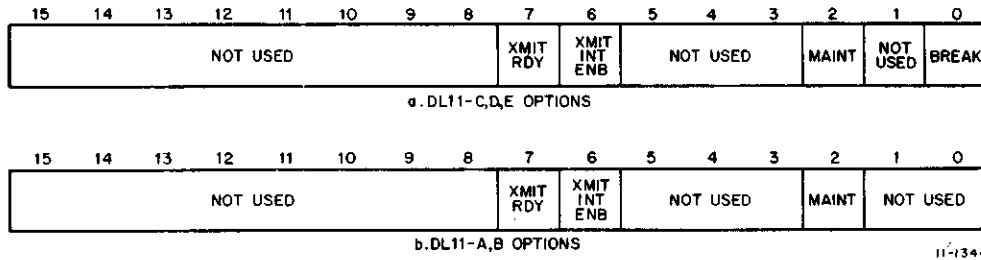 15 14 13 12 11 10 9 8 7 6 5 4 3 2 1 0
NOT USED XMIT RDY XMIT INT ENB NOT USED MAINT NOT USED BREAK
a. DL11-C,D,E OPTIONS
15 14 13 12 11 10 9 8 7 6 5 4 3 2 1 0
NOT USED XMIT RDY XMIT INT ENB NOT USED MAINT NOT USED
b. DL11-A,B OPTIONS
11-134